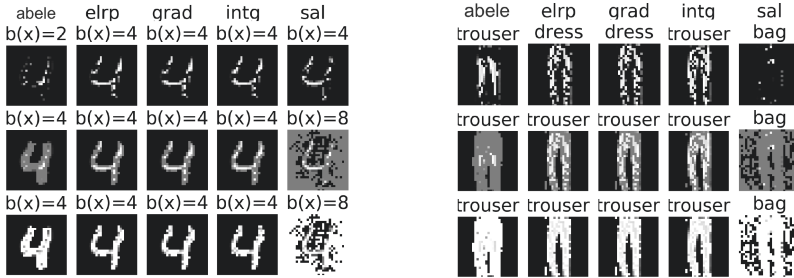 abele elrp grad intg sal
b(x)=2 b(x)=4 b(x)=4 b(x)=4 b(x)=4
b(x)=4 b(x)=4 b(x)=4 b(x)=4 b(x)=8
b(x)=4 b(x)=4 b(x)=4 b(x)=4 b(x)=8
abele elrp grad intg sal
trouser dress dress trouser bag
trouser trouser trouser trouser bag
trouser trouser trouser trouser bag